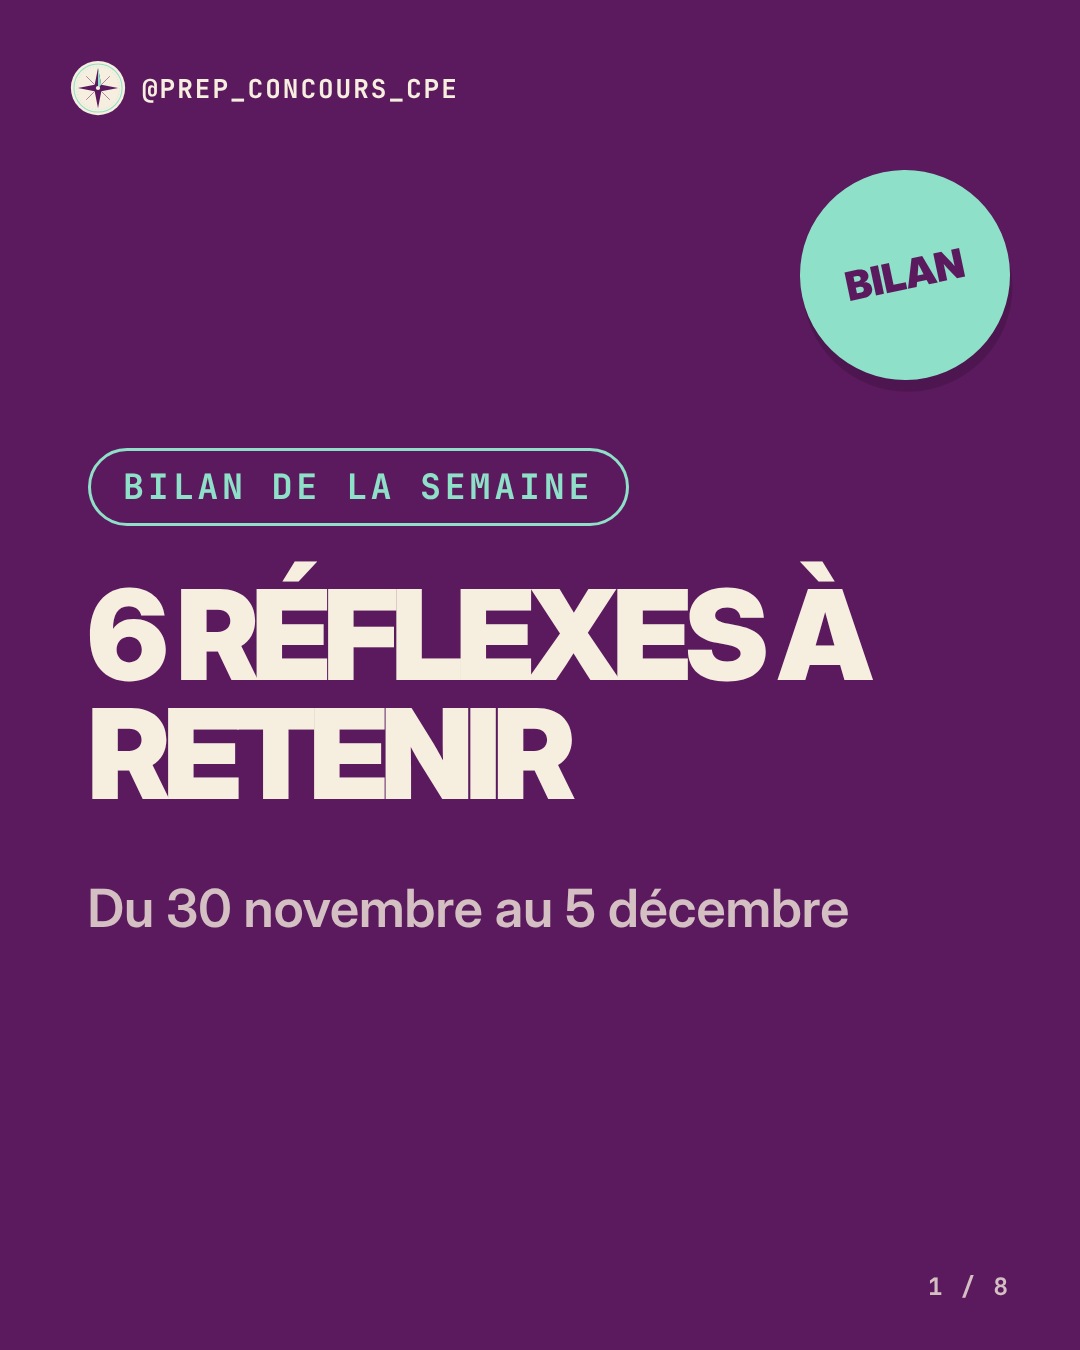 @PREP_CONCOURS_CPE
BILAN
BILAN DE LA SEMAINE
6 RÉFLEXES À
RETENIR
Du 30 novembre au 5 décembre
1 / 8